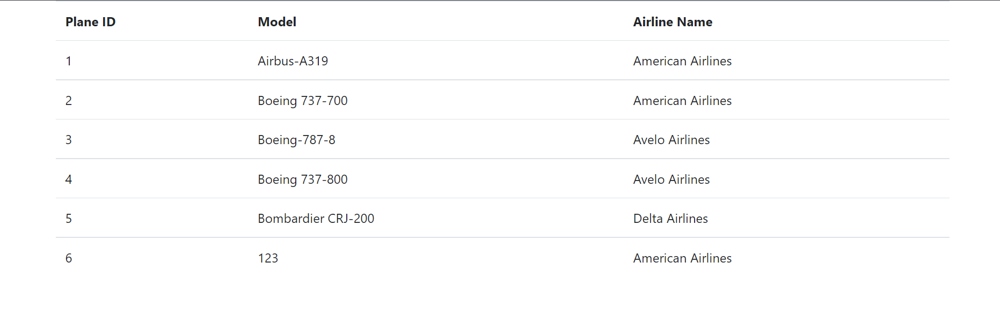 Plane ID Model Airline Name
1 Airbus-A319 American Airlines
2 Boeing 737-700 American Airlines
3 Boeing-787-8 Avelo Airlines
4 Boeing 737-800 Avelo Airlines
5 Bombardier CRJ-200 Delta Airlines
6 123 American Airlines